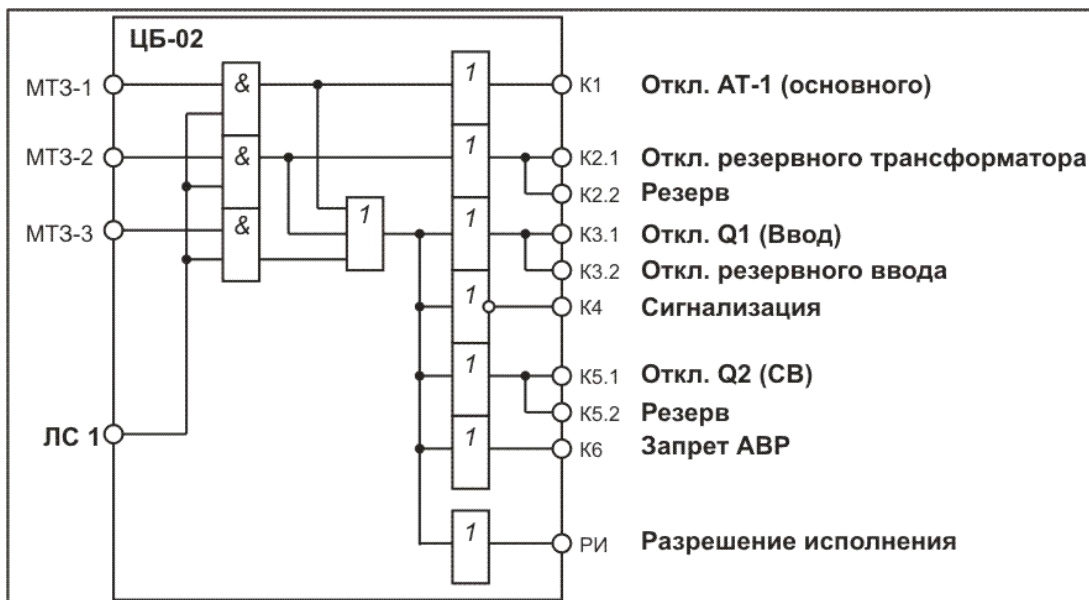 ЦБ-02
МТЗ-1 & 1 К1 Откл. АТ-1 (основного)
МТЗ-2 & 1 К2.1 Откл. резервного трансформатора
К2.2 Резерв
МТЗ-3 & 1 1 К3.1 Откл. Q1 (Ввод)
К3.2 Откл. резервного ввода
1 К4 Сигнализация
1 К5.1 Откл. Q2 (СВ)
К5.2 Резерв
ЛС 1 1 К6 Запрет АВР
1 РИ Разрешение исполнения